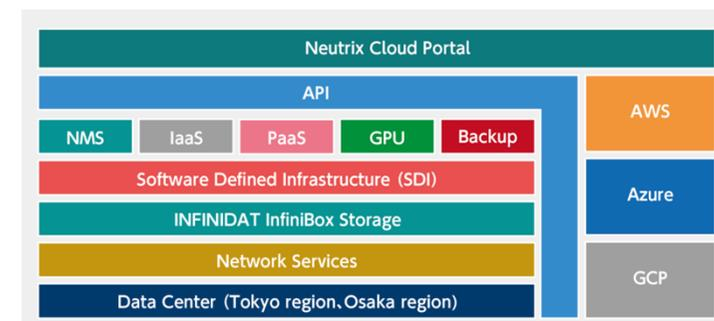 Neutrix Cloud Portal
API
AWS
NMS IaaS PaaS GPU Backup
Software Defined Infrastructure (SDI)
Azure
INFINIDAT InfiniBox Storage
Network Services
GCP
Data Center (Tokyo region、Osaka region)